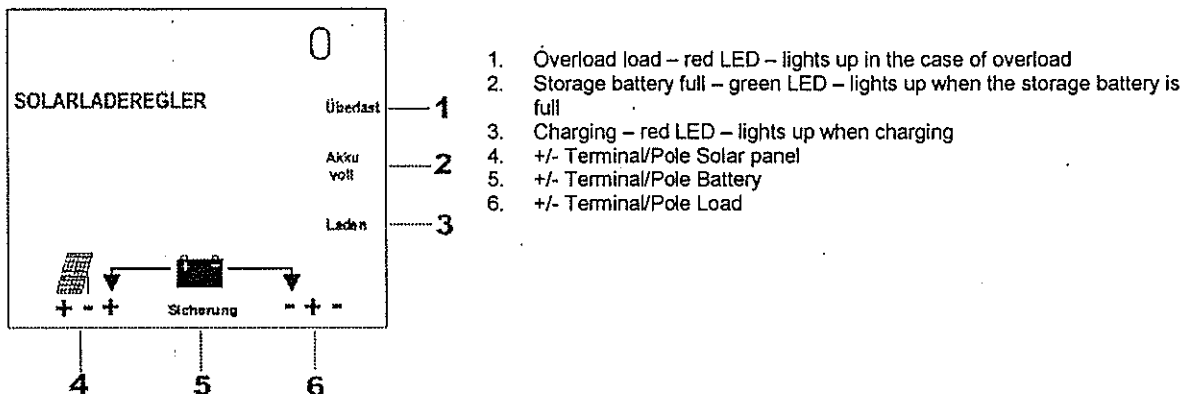 0
SOLARLADEREGLER
Überlast
1
Akku
voll
2
Laden
3
+ - +
Sicherung
- + -
4
5
6
1. Overload load – red LED – lights up in the case of overload
2. Storage battery full – green LED – lights up when the storage battery is
full
3. Charging – red LED – lights up when charging
4. +/- Terminal/Pole Solar panel
5. +/- Terminal/Pole Battery
6. +/- Terminal/Pole Load